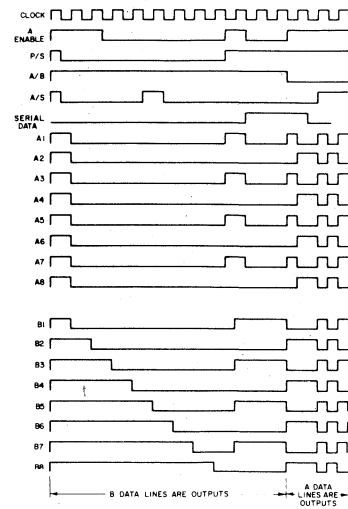 CLOCK
A
ENABLE
P/S
A/B
A/S
SERIAL
DATA
A1
A2
A3
A4
A5
A6
A7
A8
B1
B2
B3
B4
B5
B6
B7
B8
B DATA LINES ARE OUTPUTS
A DATA
LINES ARE
OUTPUTS